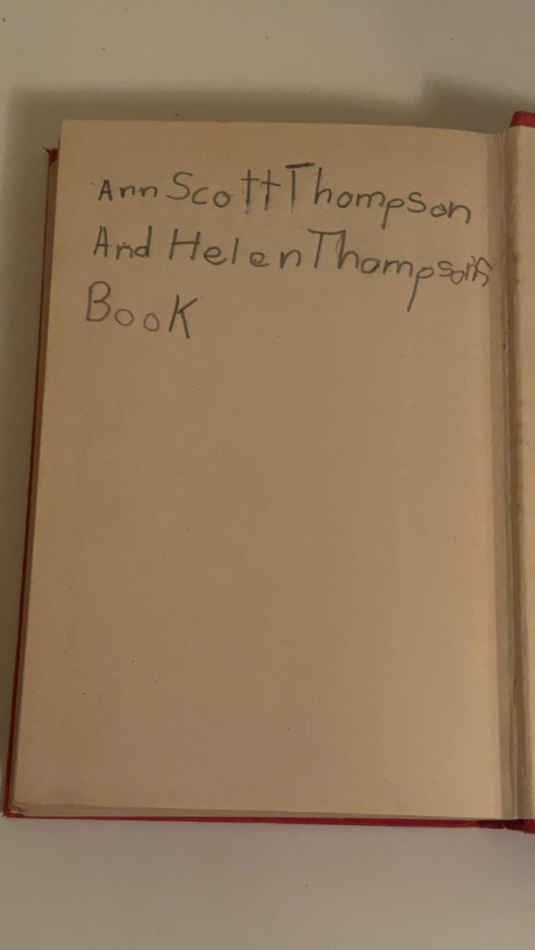 Ann Scott Thompson
And Helen Thompson's
Book